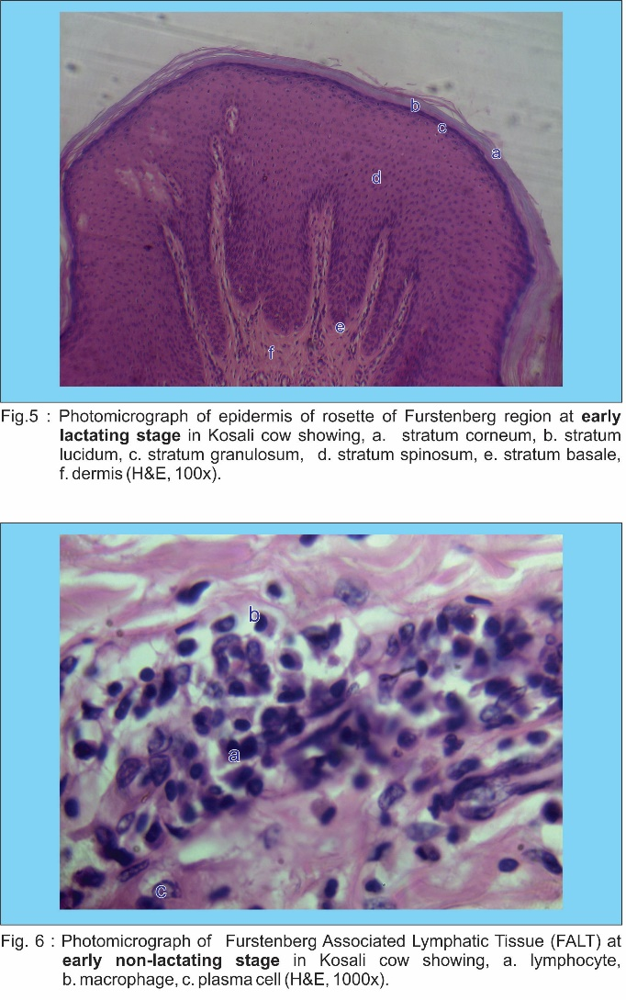 b
c
a
d
e
f
Fig.5 : Photomicrograph of epidermis of rosette of Furstenberg region at early
lactating stage in Kosali cow showing, a. stratum corneum, b. stratum
lucidum, c. stratum granulosum, d. stratum spinosum, e. stratum basale,
f. dermis (H&E, 100x).
b
a
c
Fig. 6 : Photomicrograph of Furstenberg Associated Lymphatic Tissue (FALT) at
early non-lactating stage in Kosali cow showing, a. lymphocyte,
b. macrophage, c. plasma cell (H&E, 1000x).